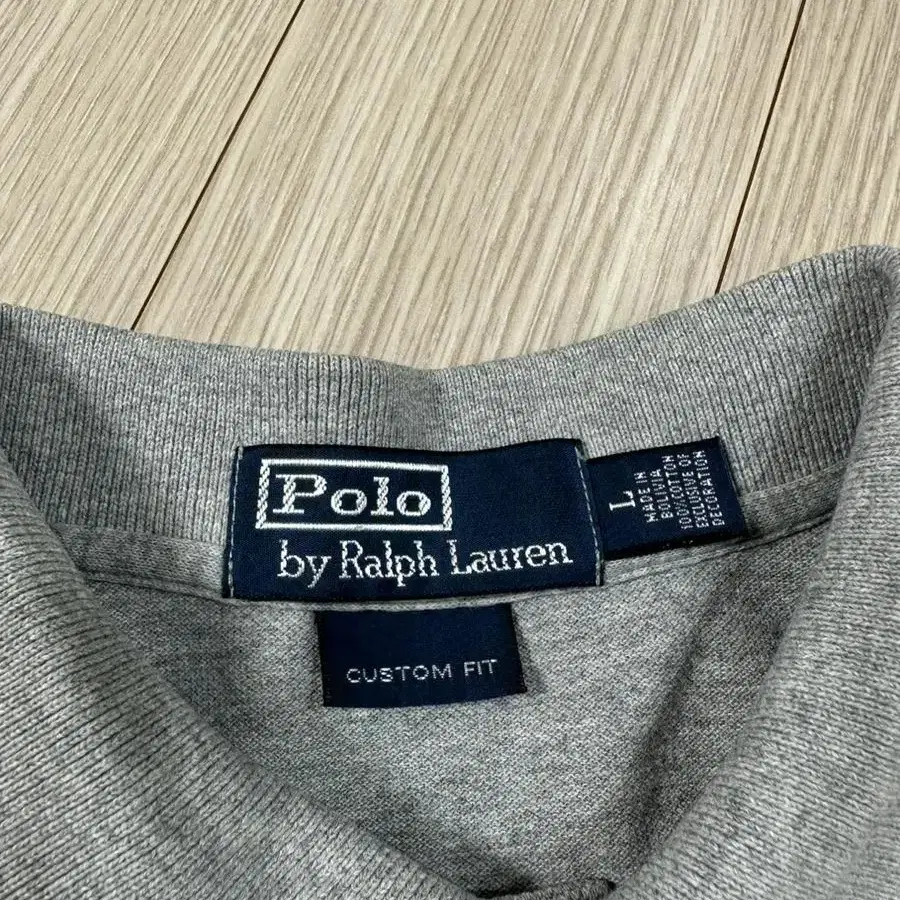 Polo
by Ralph Lauren
L
MADE IN
BOLIVIA
100%COTTON
EXCLUSIVE OF
DECORATION
CUSTOM FIT